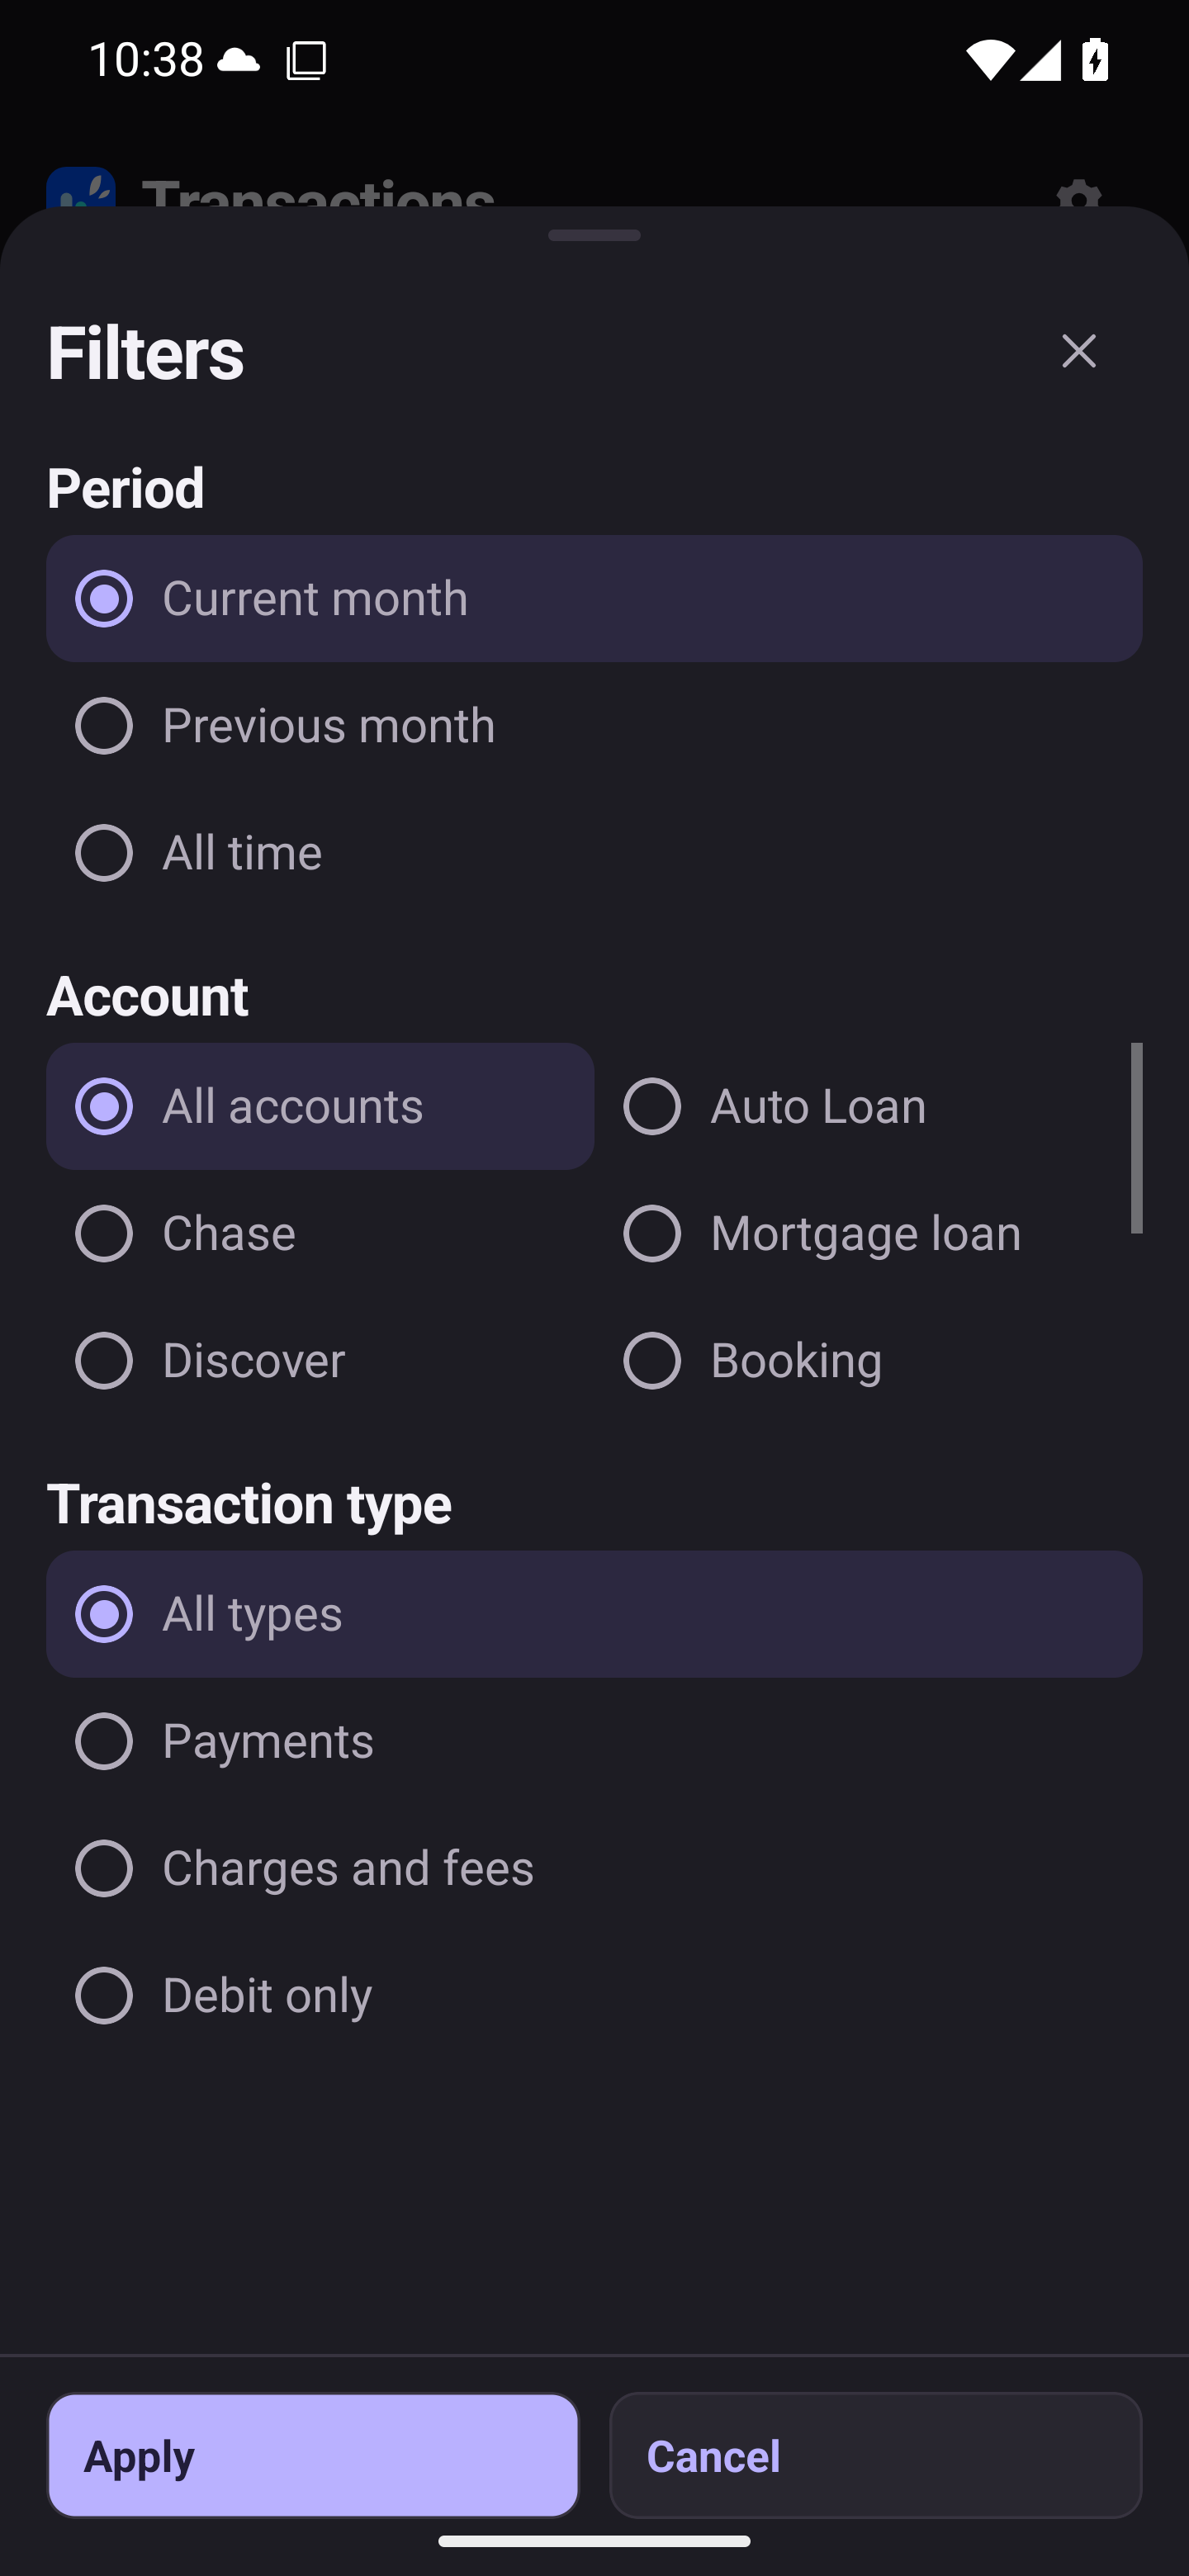 10:38
Transactions
Filters
Period
Current month
Previous month
All time
Account
All accounts
Auto Loan
Chase
Mortgage loan
Discover
Booking
Transaction type
All types
Payments
Charges and fees
Debit only
Apply
Cancel